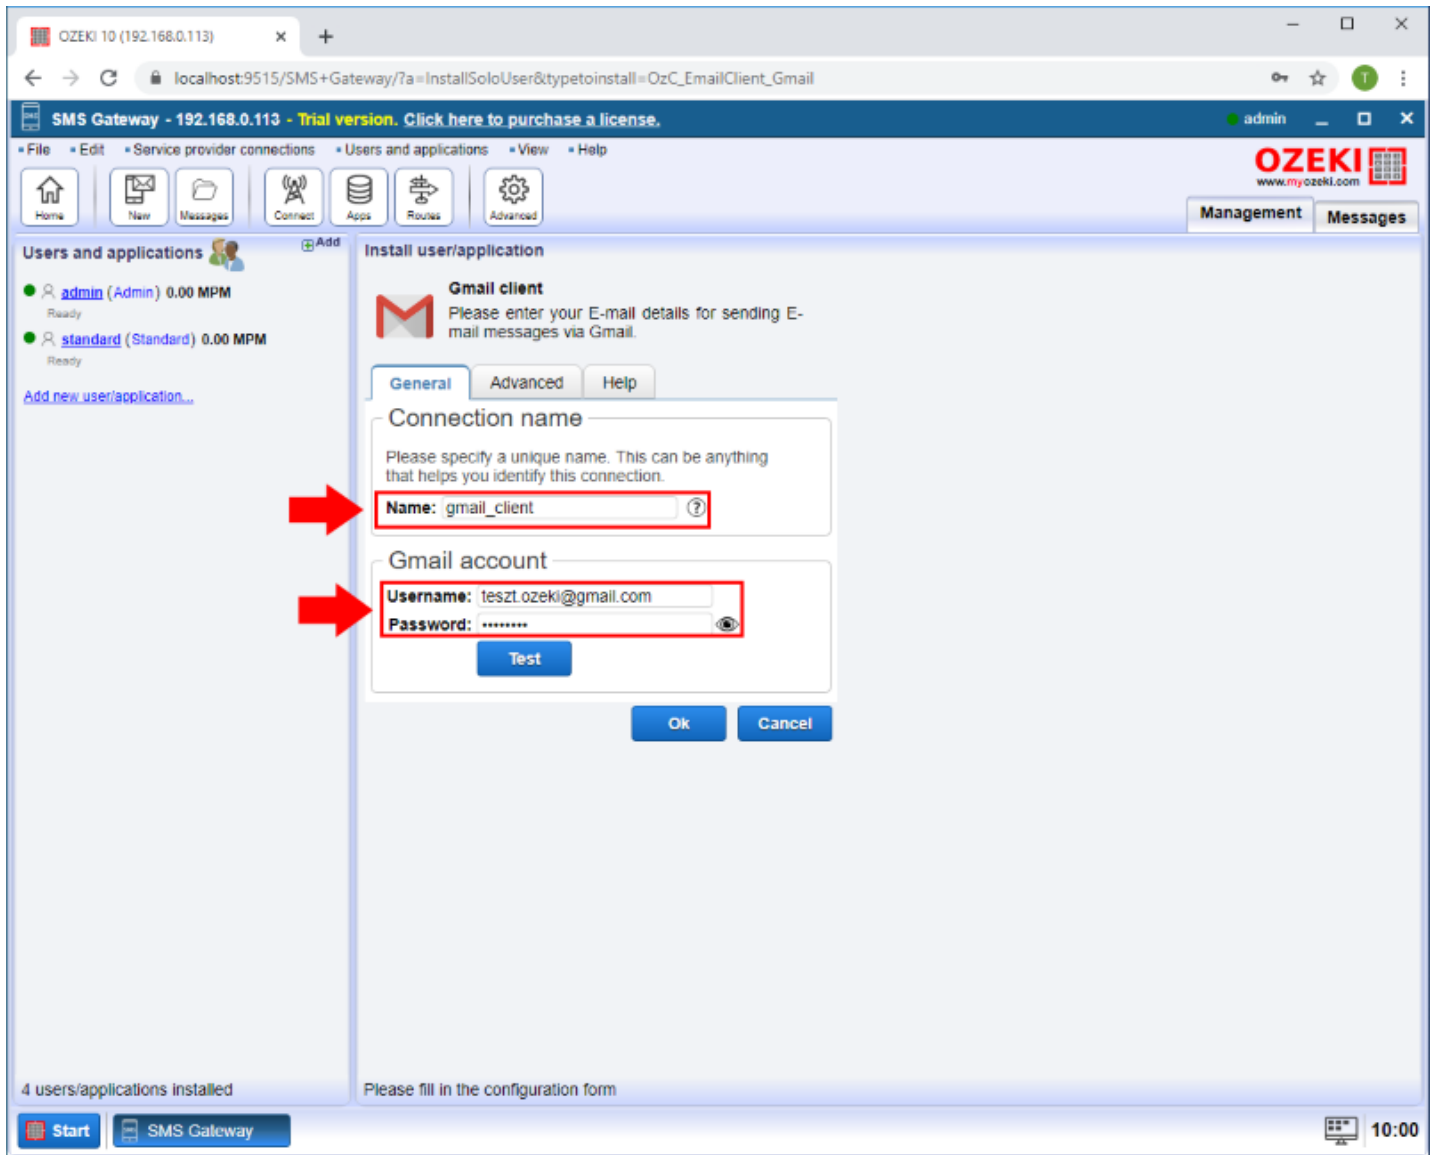 OZEKI 10 (192.168.0.113)
localhost:9515/SMS+Gateway/?a=InstallSoloUser&typetoinstall=OzC_EmailClient_Gmail
T
SMS Gateway - 192.168.0.113 - Trial version. Click here to purchase a license.
admin
File Edit Service provider connections Users and applications View Help
OZEKI
www.myozeki.com
Home New Messages Connect Apps Routes Advanced
Management Messages
Users and applications
Add
admin (Admin) 0.00 MPM
Ready
standard (Standard) 0.00 MPM
Ready
Add new user/application...
Install user/application
Gmail client
Please enter your E-mail details for sending E-
mail messages via Gmail.
General Advanced Help
Connection name
Please specify a unique name. This can be anything
that helps you identify this connection.
Name: gmail_client ?
Gmail account
Username: teszt.ozeki@gmail.com
Password: ••••••••
Test
Ok Cancel
4 users/applications installed
Please fill in the configuration form
Start SMS Gateway 10:00